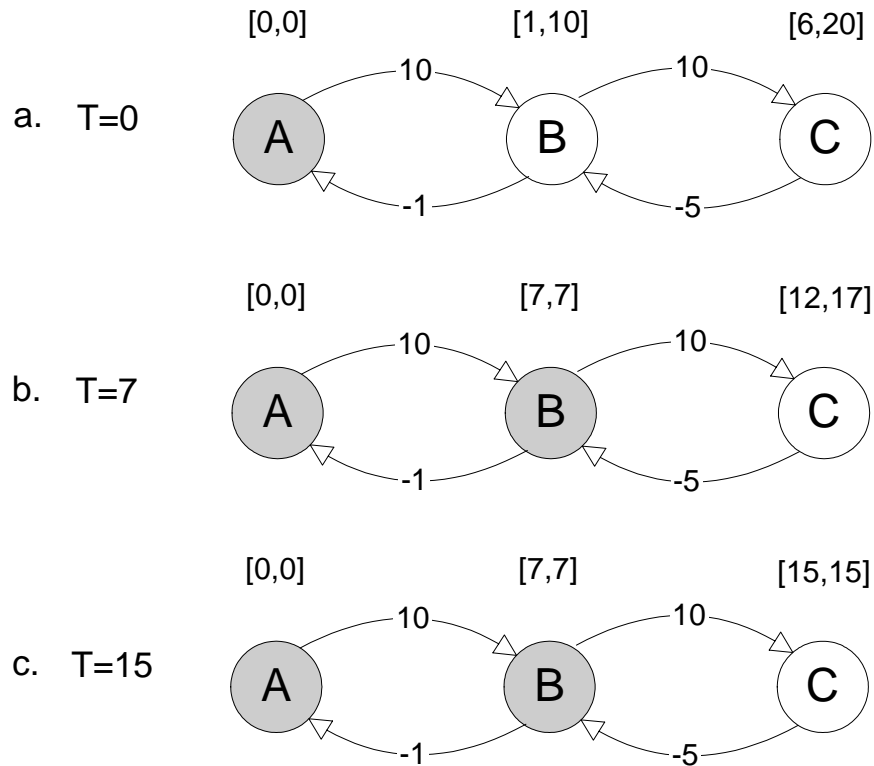 [0,0] [1,10] [6,20]
10 10
a. T=0 A B C
-1 -5
[0,0] [7,7] [12,17]
10 10
b. T=7 A B C
-1 -5
[0,0] [7,7] [15,15]
10 10
c. T=15 A B C
-1 -5